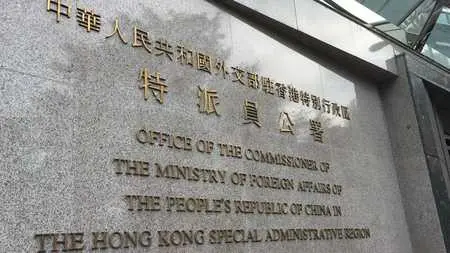 中華人民共和國外交部駐香港特別行政區
特派員公署
OFFICE OF THE COMMISSIONER OF
THE MINISTRY OF FOREIGN AFFAIRS OF
THE PEOPLE'S REPUBLIC OF CHINA IN
THE HONG KONG SPECIAL ADMINISTRATIVE REGION